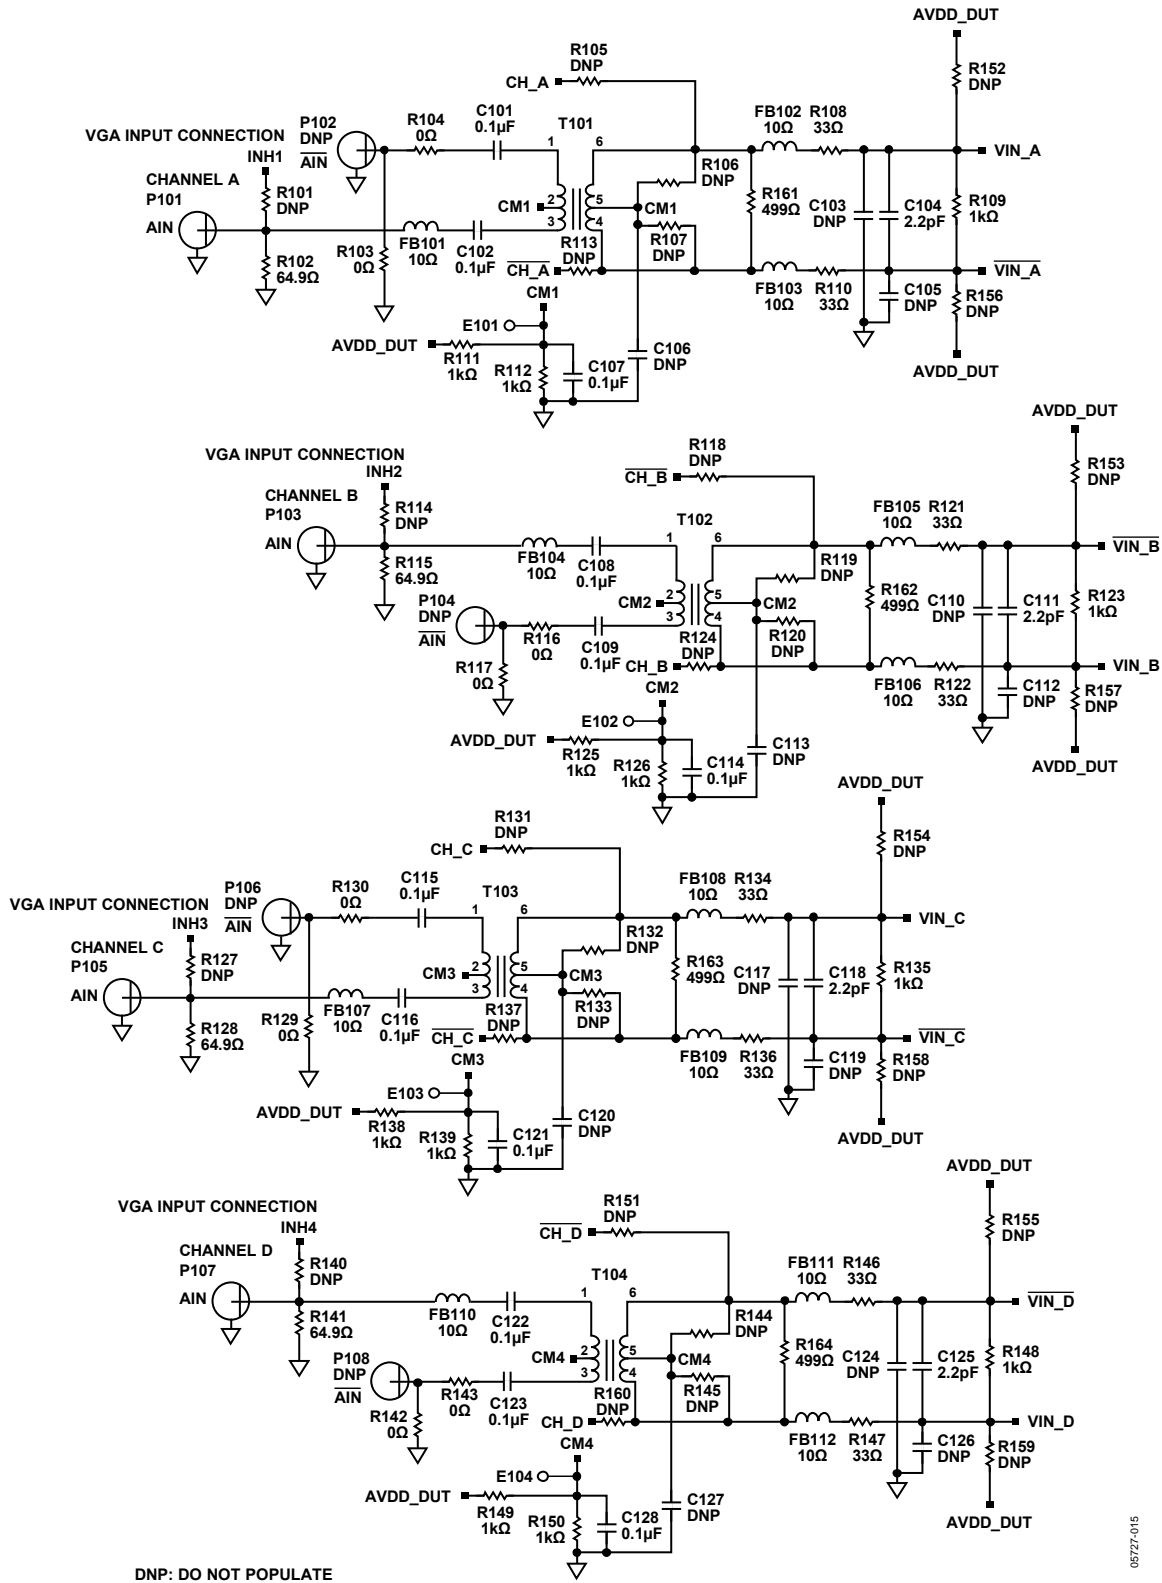 AVDD_DUT
R105
DNP
CH_A
R152
DNP
VGA INPUT CONNECTION
INH1
P102
DNP
AIN
R104
0Ω
C101
0.1µF
T101
1
2
3
6
5
4
FB102
10Ω
R108
33Ω
VIN_A
CHANNEL A
P101
AIN
R101
DNP
R102
64.9Ω
R103
0Ω
FB101
10Ω
C102
0.1µF
CM1
CM1
R106
DNP
R107
DNP
R113
DNP
CH_A
R161
499Ω
C103
DNP
C104
2.2pF
R109
1kΩ
FB103
10Ω
R110
33Ω
C105
DNP
VIN_A
R156
DNP
AVDD_DUT
CM1
E101
AVDD_DUT
R111
1kΩ
R112
1kΩ
C107
0.1µF
C106
DNP
AVDD_DUT
R118
DNP
CH_B
R153
DNP
VGA INPUT CONNECTION
INH2
CHANNEL B
P103
AIN
R114
DNP
R115
64.9Ω
FB104
10Ω
C108
0.1µF
T102
1
2
3
6
5
4
FB105
10Ω
R121
33Ω
VIN_B
P104
DNP
AIN
R116
0Ω
R117
0Ω
C109
0.1µF
CM2
CM2
R119
DNP
R120
DNP
R124
DNP
CH_B
R162
499Ω
C110
DNP
C111
2.2pF
R123
1kΩ
FB106
10Ω
R122
33Ω
C112
DNP
VIN_B
R157
DNP
AVDD_DUT
CM2
E102
AVDD_DUT
R125
1kΩ
R126
1kΩ
C114
0.1µF
C113
DNP
AVDD_DUT
R131
DNP
CH_C
R154
DNP
VGA INPUT CONNECTION
INH3
P106
DNP
AIN
R130
0Ω
C115
0.1µF
T103
1
2
3
6
5
4
FB108
10Ω
R134
33Ω
VIN_C
CHANNEL C
P105
AIN
R127
DNP
R128
64.9Ω
R129
0Ω
FB107
10Ω
C116
0.1µF
CM3
CM3
R132
DNP
R133
DNP
R137
DNP
CH_C
R163
499Ω
C117
DNP
C118
2.2pF
R135
1kΩ
FB109
10Ω
R136
33Ω
C119
DNP
VIN_C
R158
DNP
AVDD_DUT
CM3
E103
AVDD_DUT
R138
1kΩ
R139
1kΩ
C121
0.1µF
C120
DNP
AVDD_DUT
R151
DNP
CH_D
R155
DNP
VGA INPUT CONNECTION
INH4
CHANNEL D
P107
AIN
R140
DNP
R141
64.9Ω
FB110
10Ω
C122
0.1µF
T104
1
2
3
6
5
4
FB111
10Ω
R146
33Ω
VIN_D
P108
DNP
AIN
R143
0Ω
R142
0Ω
C123
0.1µF
CM4
CM4
R144
DNP
R145
DNP
R160
DNP
CH_D
R164
499Ω
C124
DNP
C125
2.2pF
R148
1kΩ
FB112
10Ω
R147
33Ω
C126
DNP
VIN_D
R159
DNP
AVDD_DUT
CM4
E104
AVDD_DUT
R149
1kΩ
R150
1kΩ
C128
0.1µF
C127
DNP
DNP: DO NOT POPULATE
05727-015